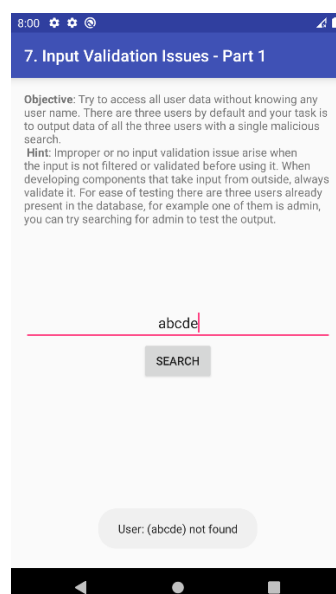 8:00
7. Input Validation Issues - Part 1
Objective: Try to access all user data without knowing any
user name. There are three users by default and your task is
to output data of all the three users with a single malicious
search.
Hint: Improper or no input validation issue arise when
the input is not filtered or validated before using it. When
developing components that take input from outside, always
validate it. For ease of testing there are three users already
present in the database, for example one of them is admin,
you can try searching for admin to test the output.
abcde
SEARCH
User: (abcde) not found